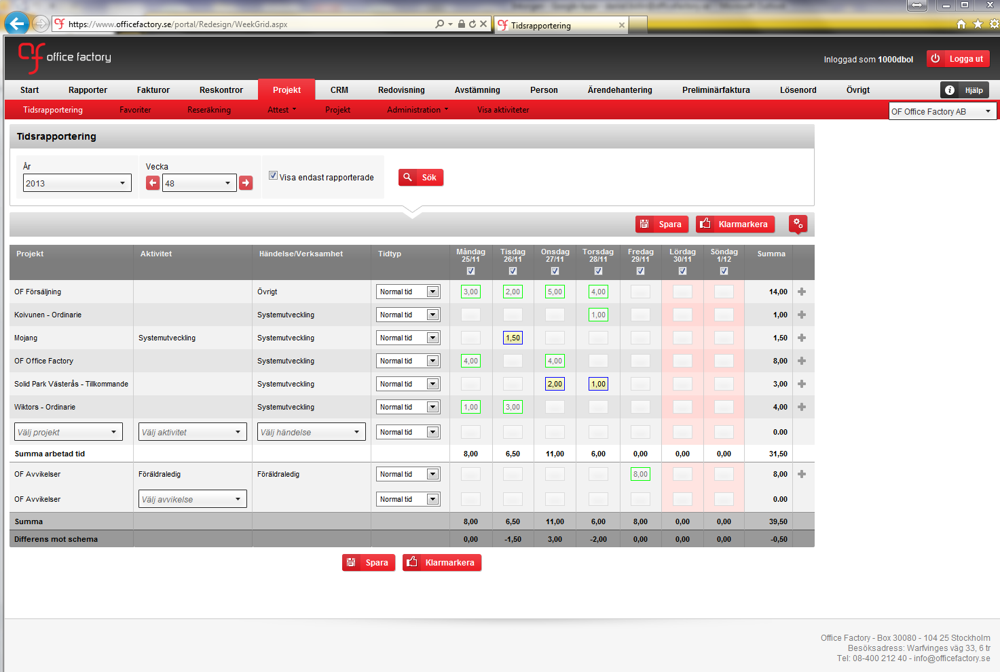 https://www.officefactory.se/portal/Redesign/WeekGrid.aspx
Tidsrapportering
office factory
Inloggad som 1000dbol
Logga ut
Start Rapporter Fakturor Reskontror Projekt CRM Redovisning Avstämning Person Ärendehantering Preliminärfaktura Lösenord Övrigt Hjälp
Tidsrapportering Favoriter Reseräkning Attest Projekt Administration Visa aktiviteter
OF Office Factory AB
Tidsrapportering
År Vecka
2013 48 Visa endast rapporterade Sök
Spara Klarmarkera
Projekt Aktivitet Händelse/Verksamhet Tidtyp Måndag 25/11 Tisdag 26/11 Onsdag 27/11 Torsdag 28/11 Fredag 29/11 Lördag 30/11 Söndag 1/12 Summa
OF Försäljning Övrigt Normal tid 3,00 2,00 5,00 4,00 14,00
Koivunen - Ordinarie Systemutveckling Normal tid 1,00 1,00
Mojang Systemutveckling Systemutveckling Normal tid 1,50 1,50
OF Office Factory Systemutveckling Normal tid 4,00 4,00 8,00
Solid Park Västerås - Tillkommande Systemutveckling Normal tid 2,00 1,00 3,00
Wiktors - Ordinarie Systemutveckling Normal tid 1,00 3,00 4,00
Välj projekt Välj aktivitet Välj händelse Normal tid 0.00
Summa arbetad tid 8,00 6,50 11,00 6,00 0,00 0,00 0,00 31,50
OF Avvikelser Föräldraledig Föräldraledig Normal tid 8,00 8,00
OF Avvikelser Välj avvikelse Normal tid 0.00
Summa 8,00 6,50 11,00 6,00 8,00 0,00 0,00 39,50
Differens mot schema 0,00 -1,50 3,00 -2,00 0,00 0,00 0,00 -0,50
Spara Klarmarkera
Office Factory - Box 30080 - 104 25 Stockholm
Besöksadress: Warfvinges väg 33, 6 tr
Tel: 08-400 212 40 - info@officefactory.se